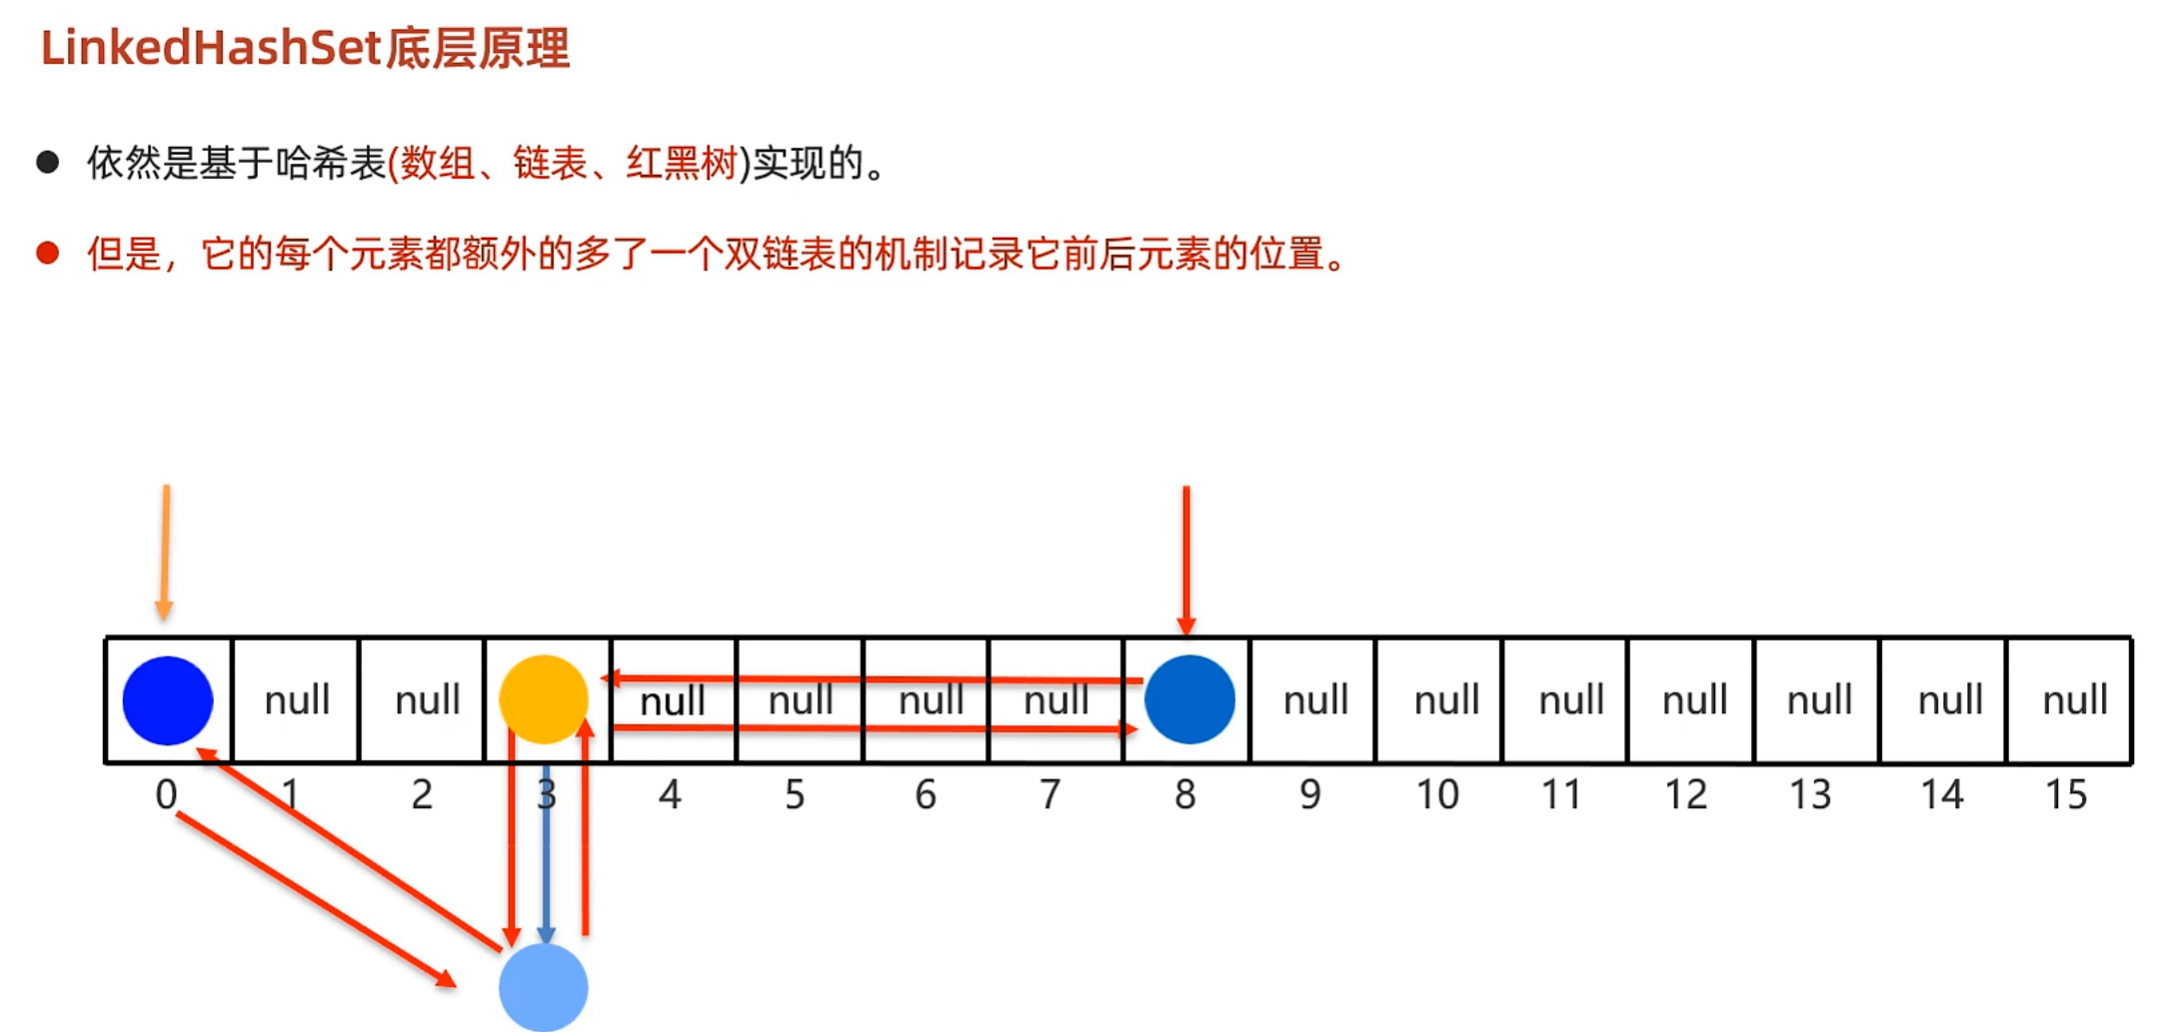 LinkedHashSet底层原理
依然是基于哈希表(数组、链表、红黑树)实现的。
但是，它的每个元素都额外的多了一个双链表的机制记录它前后元素的位置。
null null null null null null null null null null null null null
0 1 2 3 4 5 6 7 8 9 10 11 12 13 14 15